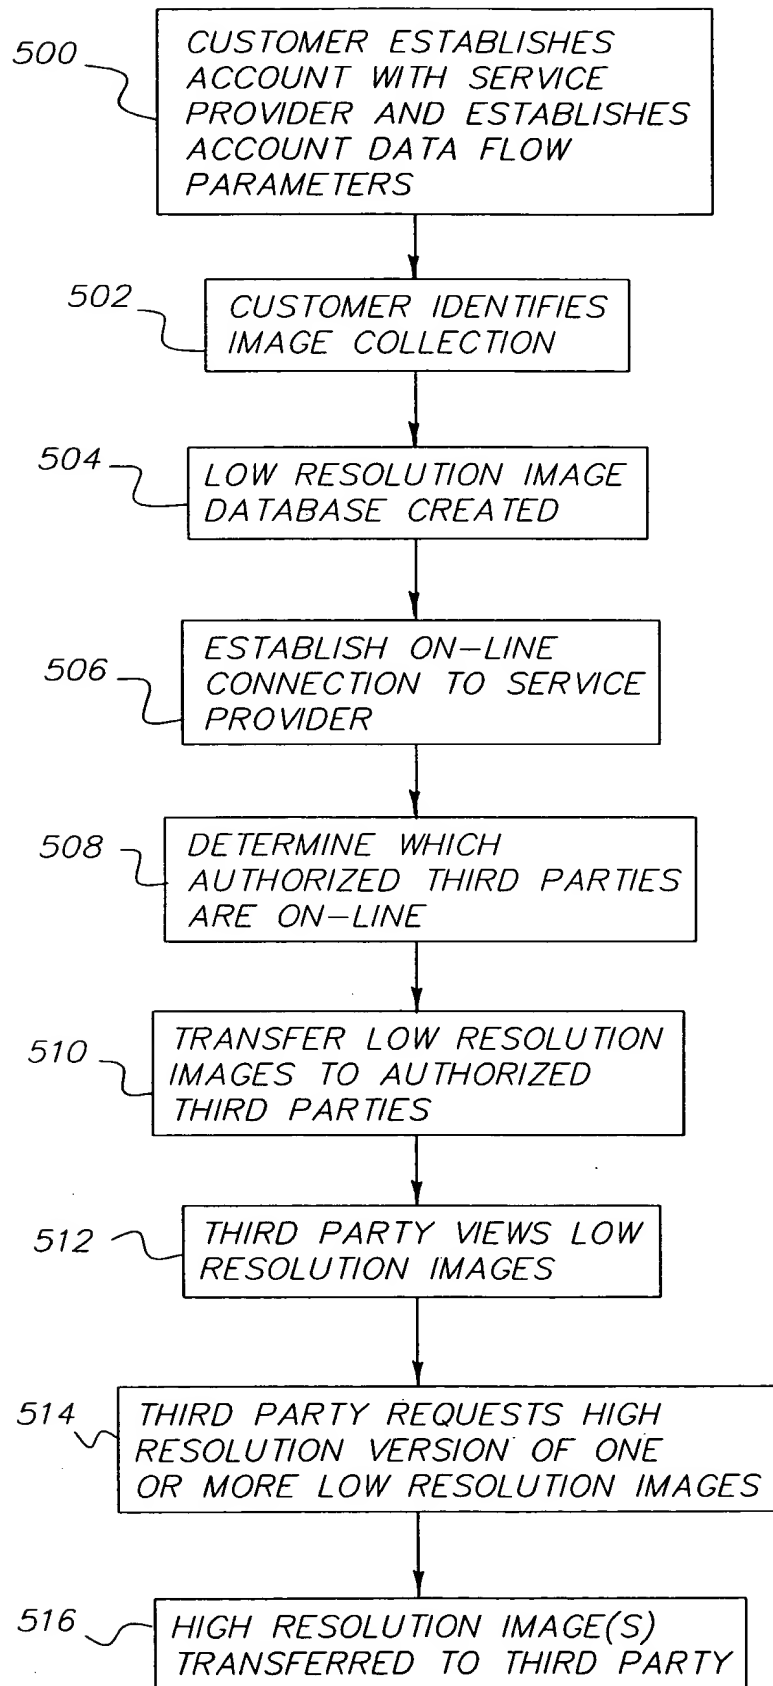 500
CUSTOMER ESTABLISHES
ACCOUNT WITH SERVICE
PROVIDER AND ESTABLISHES
ACCOUNT DATA FLOW
PARAMETERS
502
CUSTOMER IDENTIFIES
IMAGE COLLECTION
504
LOW RESOLUTION IMAGE
DATABASE CREATED
506
ESTABLISH ON-LINE
CONNECTION TO SERVICE
PROVIDER
508
DETERMINE WHICH
AUTHORIZED THIRD PARTIES
ARE ON-LINE
510
TRANSFER LOW RESOLUTION
IMAGES TO AUTHORIZED
THIRD PARTIES
512
THIRD PARTY VIEWS LOW
RESOLUTION IMAGES
514
THIRD PARTY REQUESTS HIGH
RESOLUTION VERSION OF ONE
OR MORE LOW RESOLUTION IMAGES
516
HIGH RESOLUTION IMAGE(S)
TRANSFERRED TO THIRD PARTY